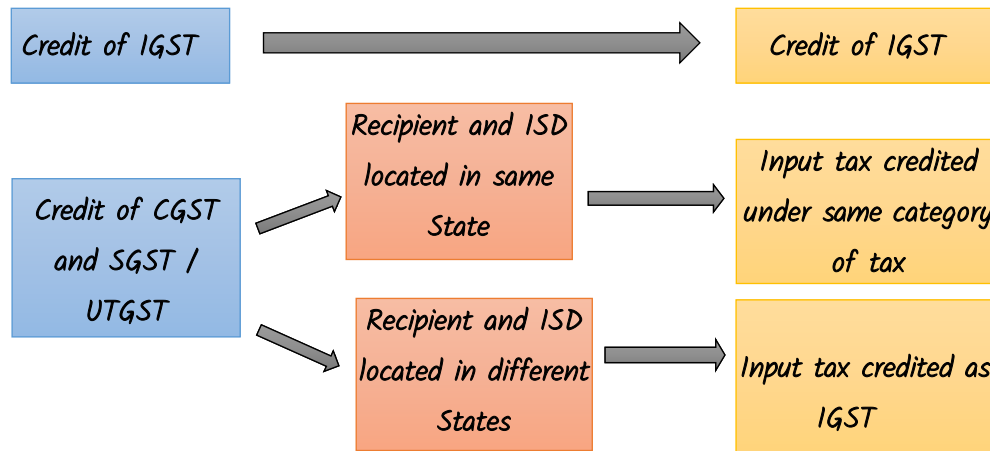 Credit of IGST
Credit of IGST
Recipient and ISD
located in same
State
Input tax credited
under same category
of tax
Credit of CGST
and SGST /
UTGST
Recipient and ISD
located in different
States
Input tax credited as
IGST